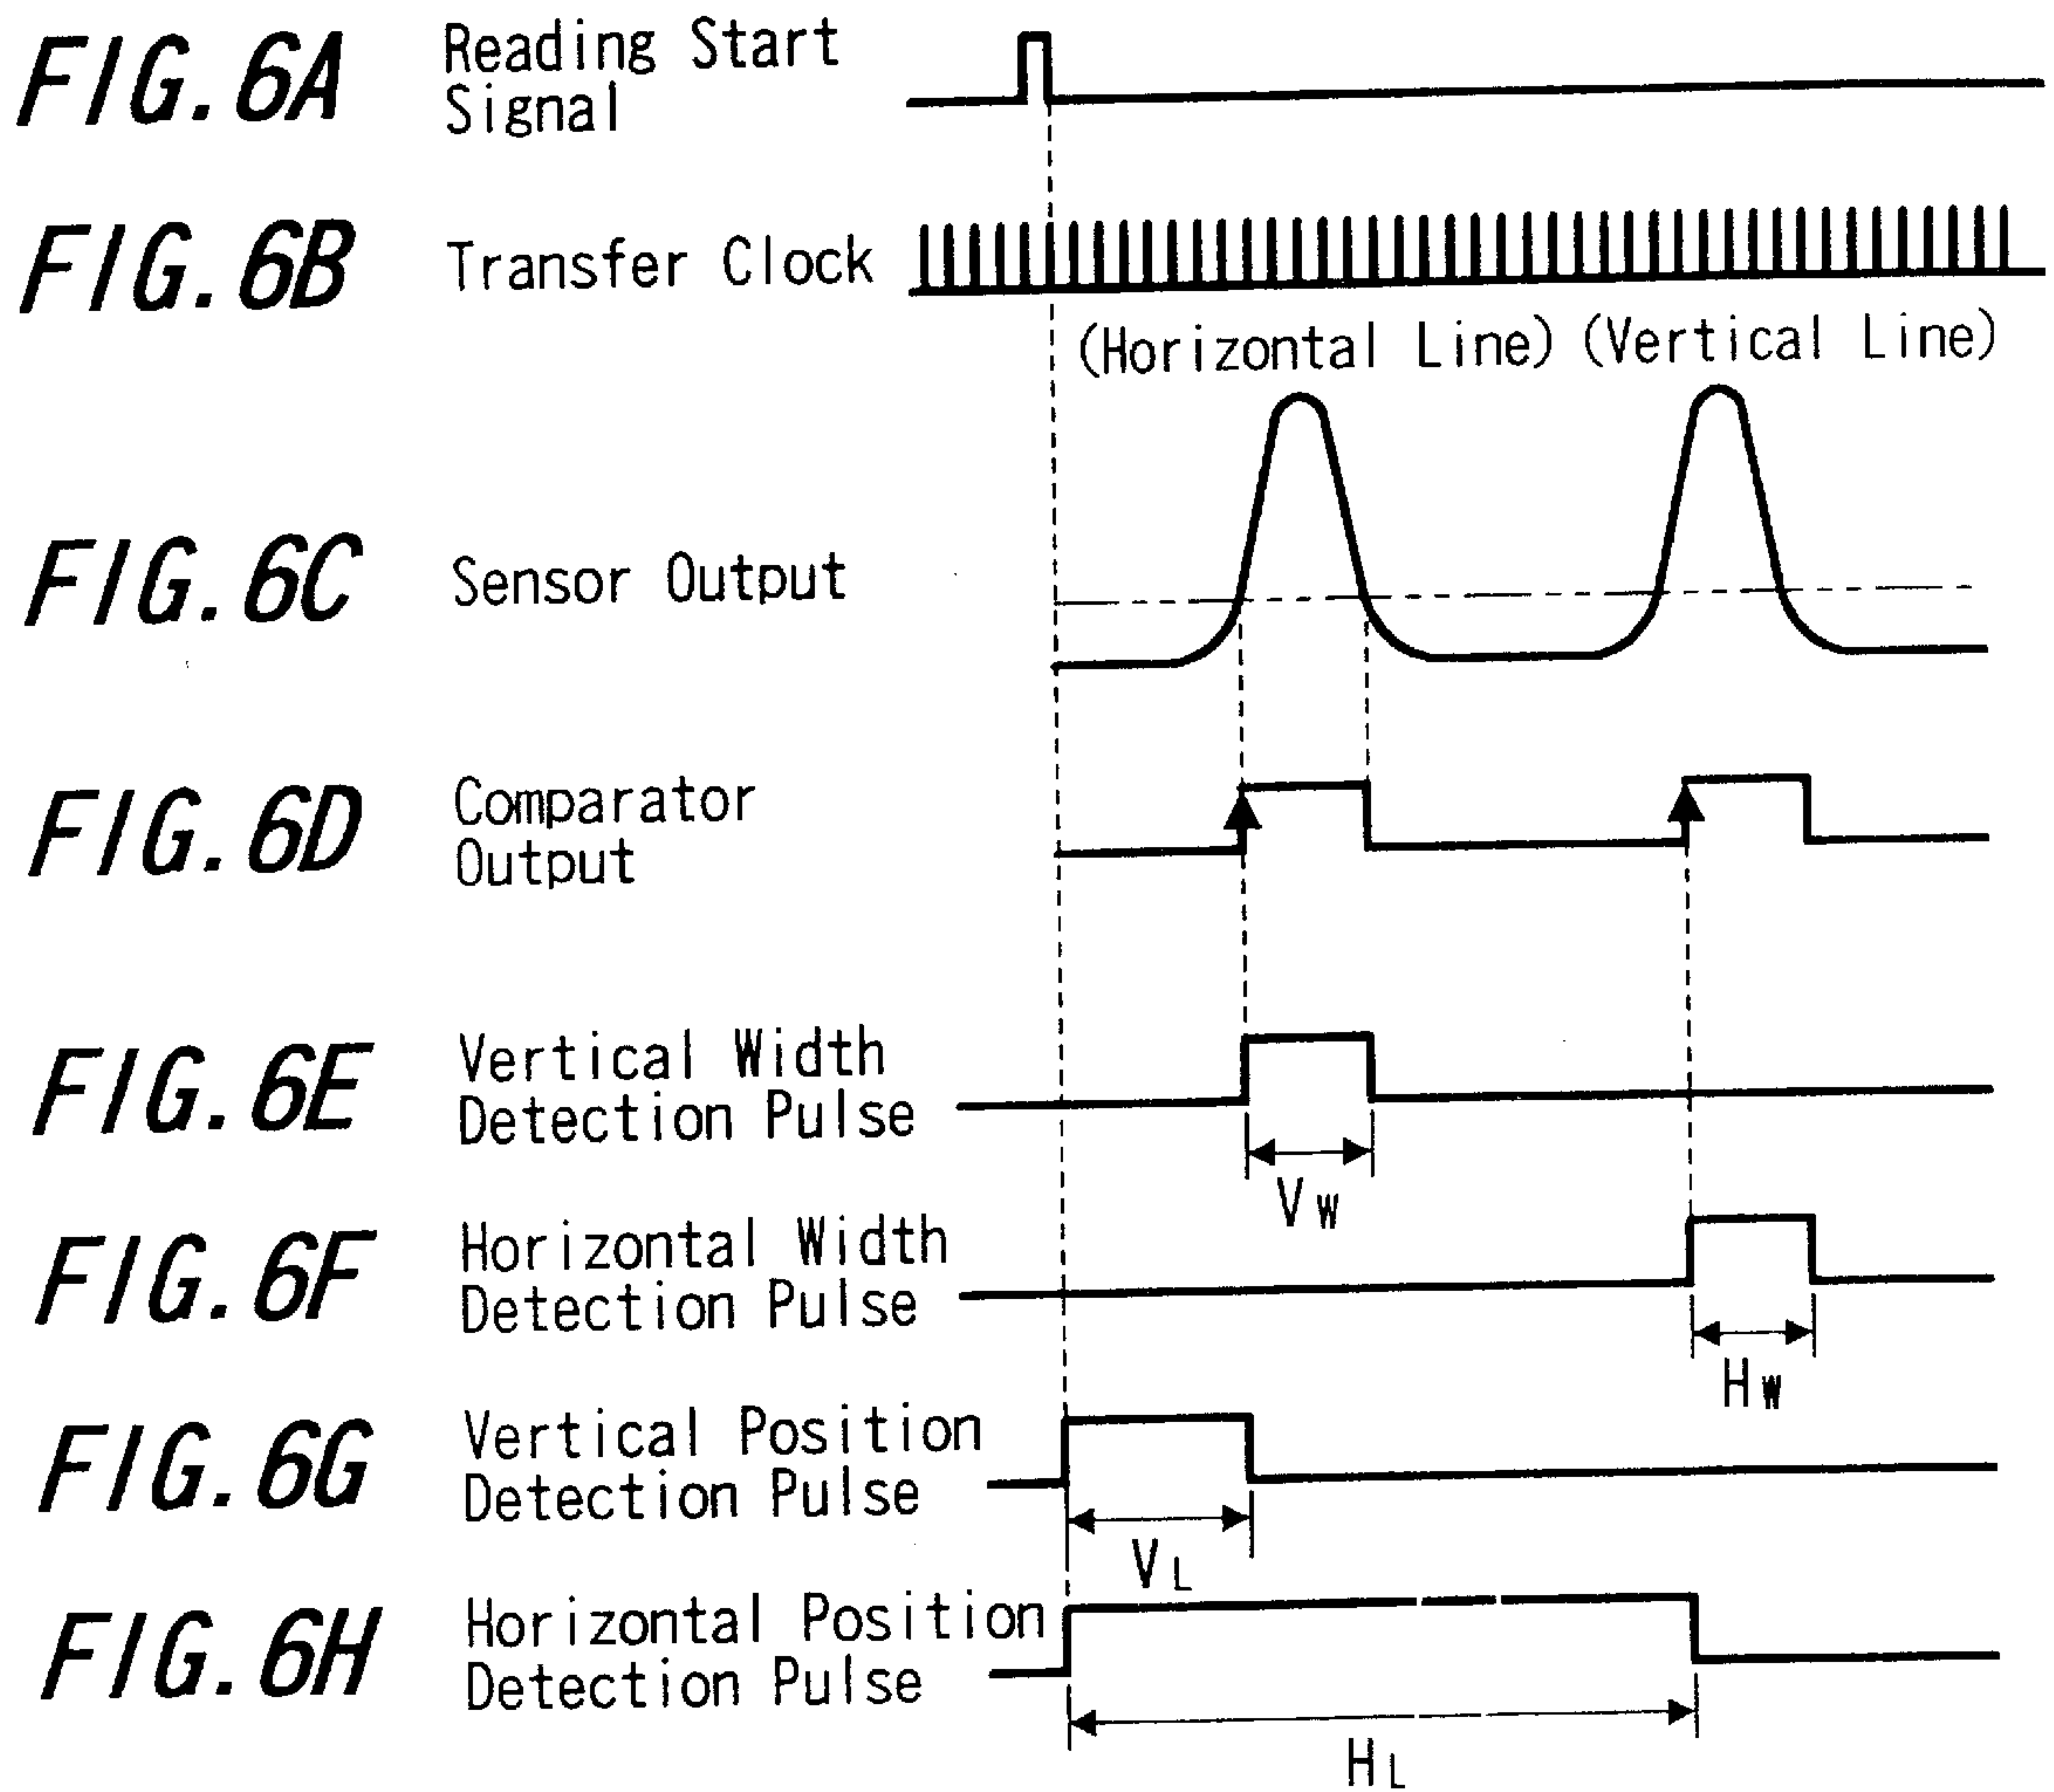 FIG. 6A
Reading Start
Signal
FIG. 6B
Transfer Clock
(Horizontal Line) (Vertical Line)
FIG. 6C
Sensor Output
FIG. 6D
Comparator
Output
FIG. 6E
Vertical Width
Detection Pulse
VW
FIG. 6F
Horizontal Width
Detection Pulse
HW
FIG. 6G
Vertical Position
Detection Pulse
VL
FIG. 6H
Horizontal Position
Detection Pulse
HL